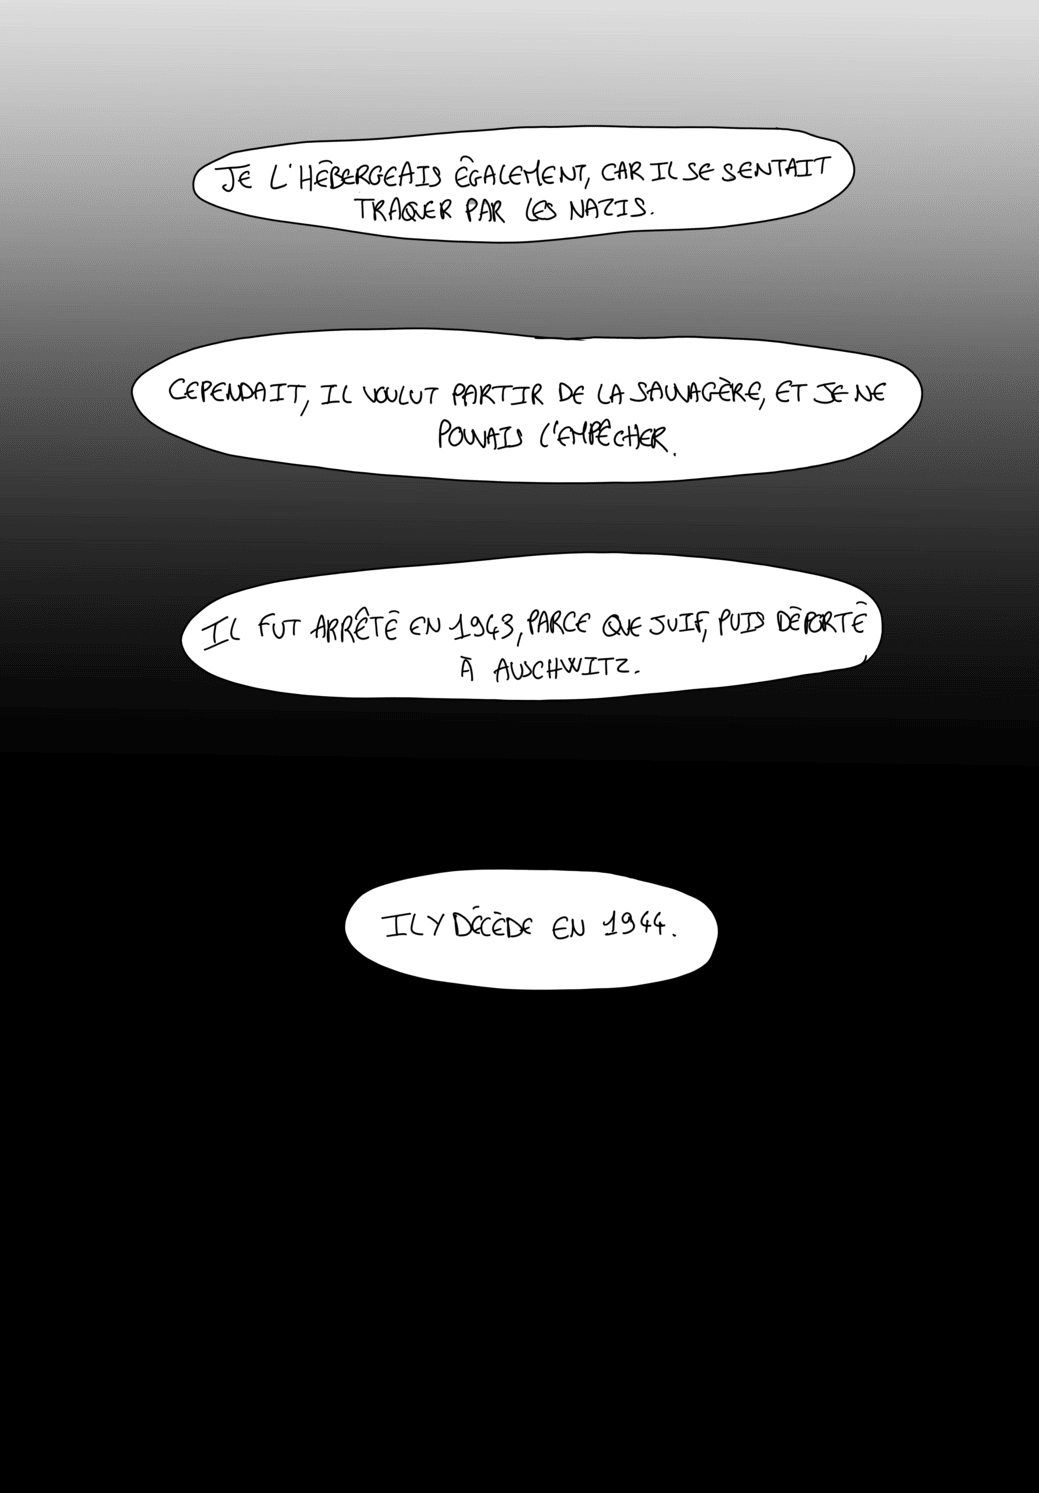 JE L'HÉBERGEAIS ÉGALEMENT, CAR IL SE SENTAIT
TRAQUER PAR LES NAZIS.
CEPENDAIT, IL VOULUT PARTIR DE LA SAUVAGÈRE, ET JE NE
POUVAIS L'EMPÊCHER.
IL FUT ARRÊTÉ EN 1943, PARCE QUE JUIF, PUIS DÉPORTÉ
À AUSCHWITZ.
IL Y DÉCÈDE EN 1944.